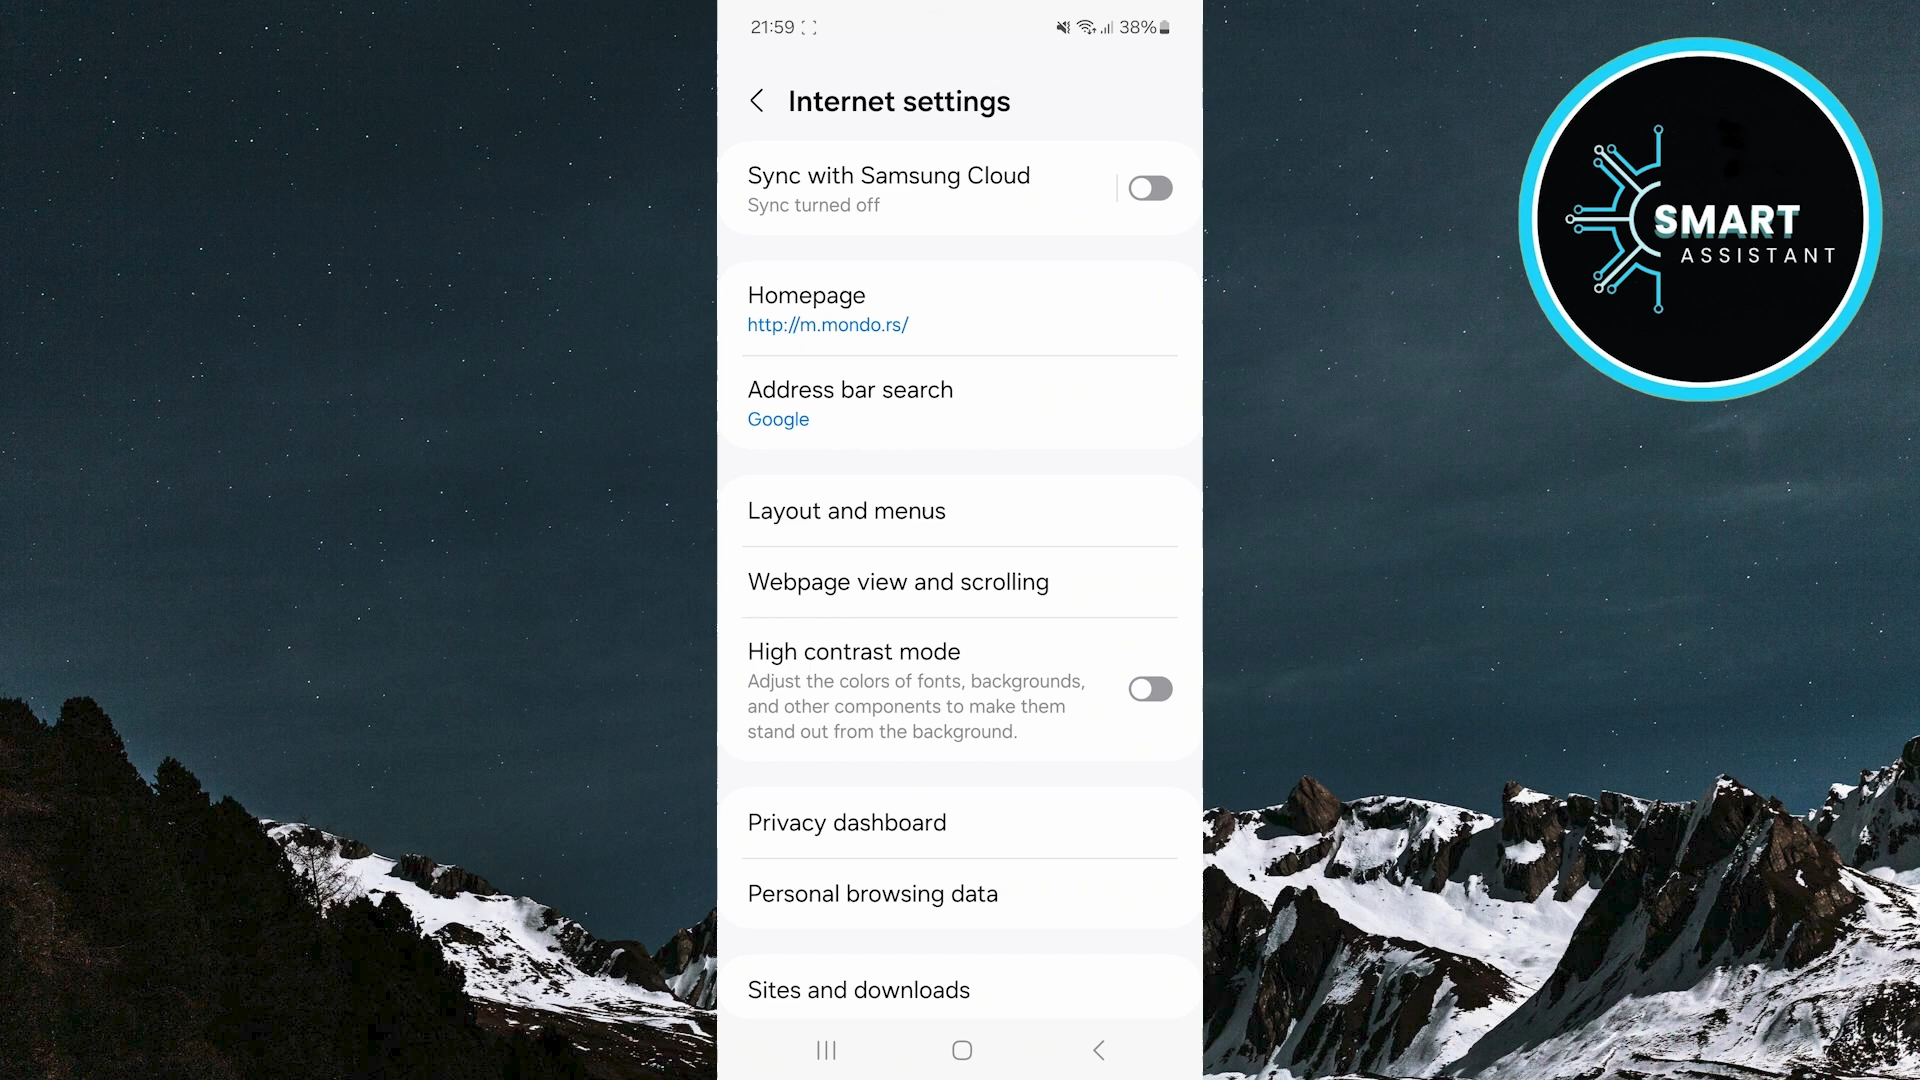 21:59
38%
Internet settings
Sync with Samsung Cloud
Sync turned off
Homepage
http://m.mondo.rs/
Address bar search
Google
Layout and menus
Webpage view and scrolling
High contrast mode
Adjust the colors of fonts, backgrounds,
and other components to make them
stand out from the background.
Privacy dashboard
Personal browsing data
Sites and downloads
SMART
ASSISTANT